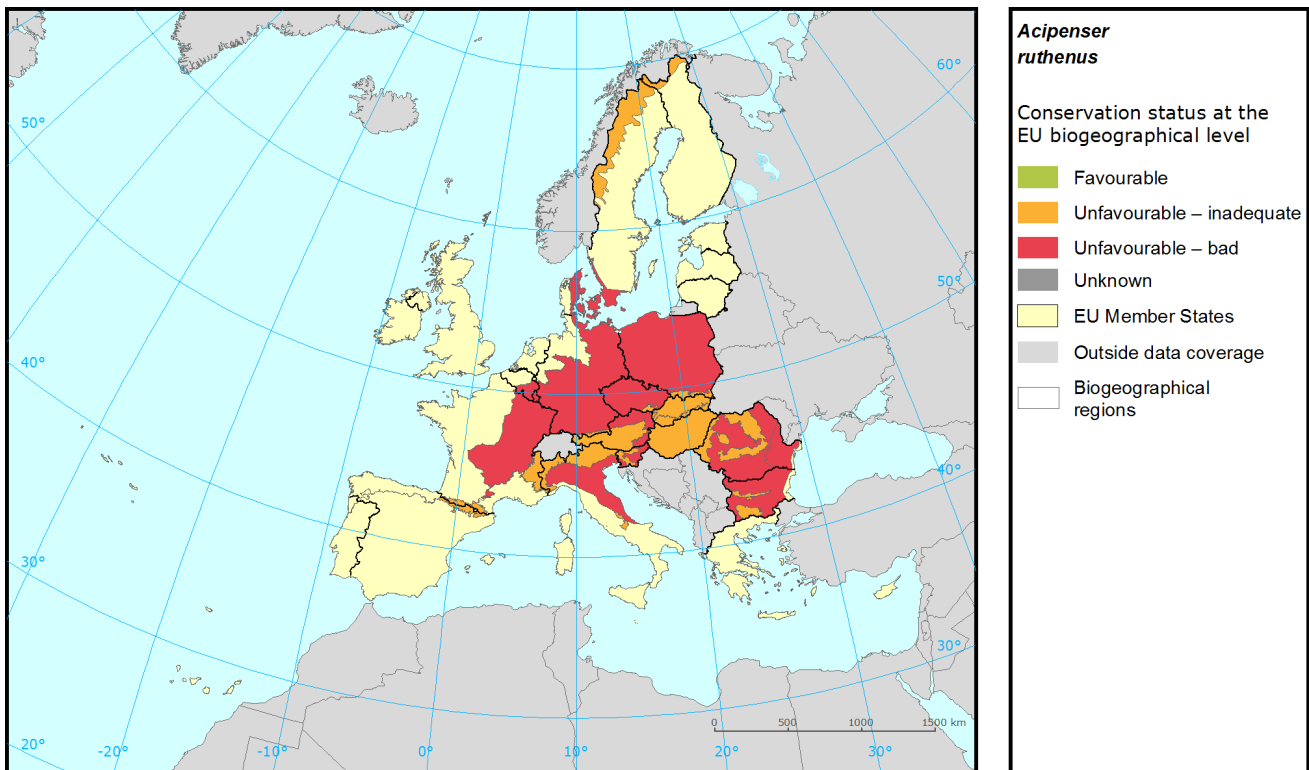 Acipenser
ruthenus
Conservation status at the
EU biogeographical level
Favourable
Unfavourable – inadequate
Unfavourable – bad
Unknown
EU Member States
Outside data coverage
Biogeographical
regions
60°
50°
50°
40°
40°
30°
30°
0 500 1000 1500 km
20° -20° -10° 0° 10° 20° 30°